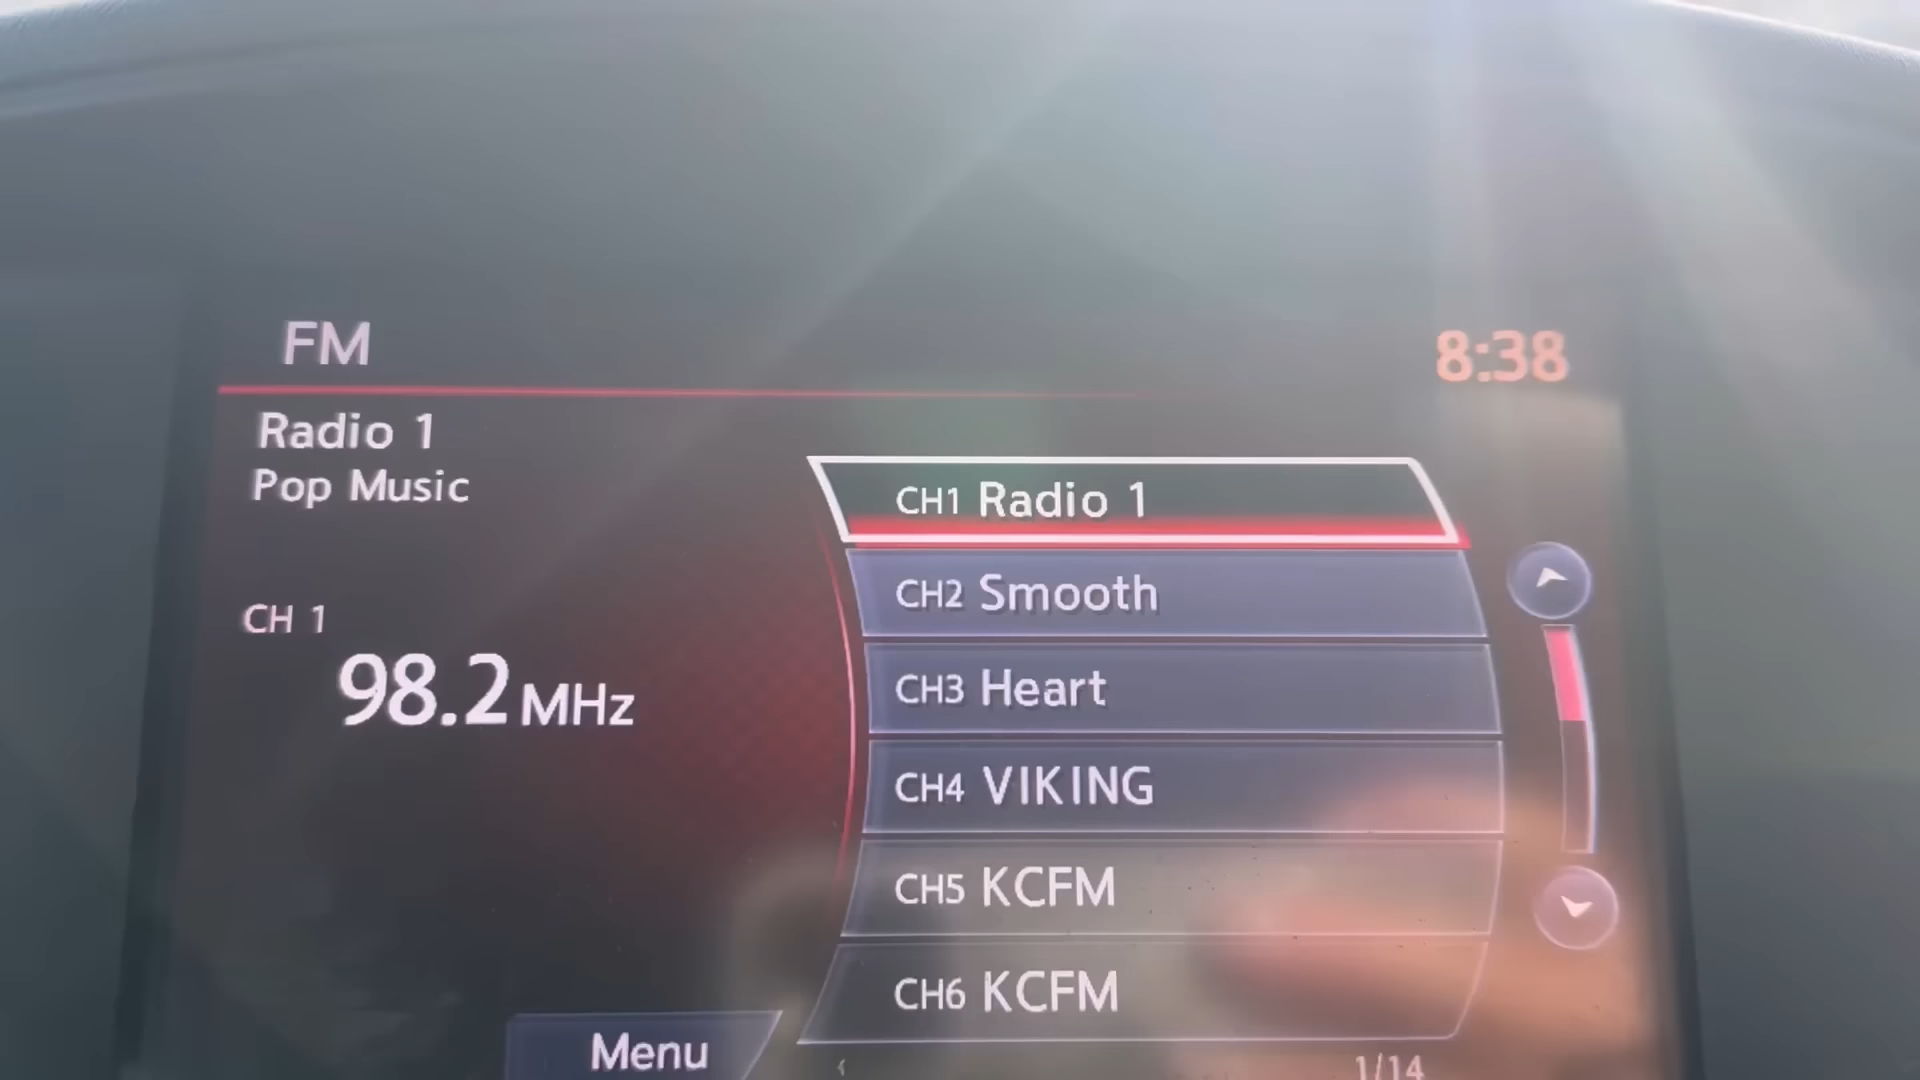 FM
8:38
Radio 1
Pop Music
CH 1
98.2 MHz
CH1 Radio 1
CH2 Smooth
CH3 Heart
CH4 VIKING
CH5 KCFM
CH6 KCFM
Menu
1/14